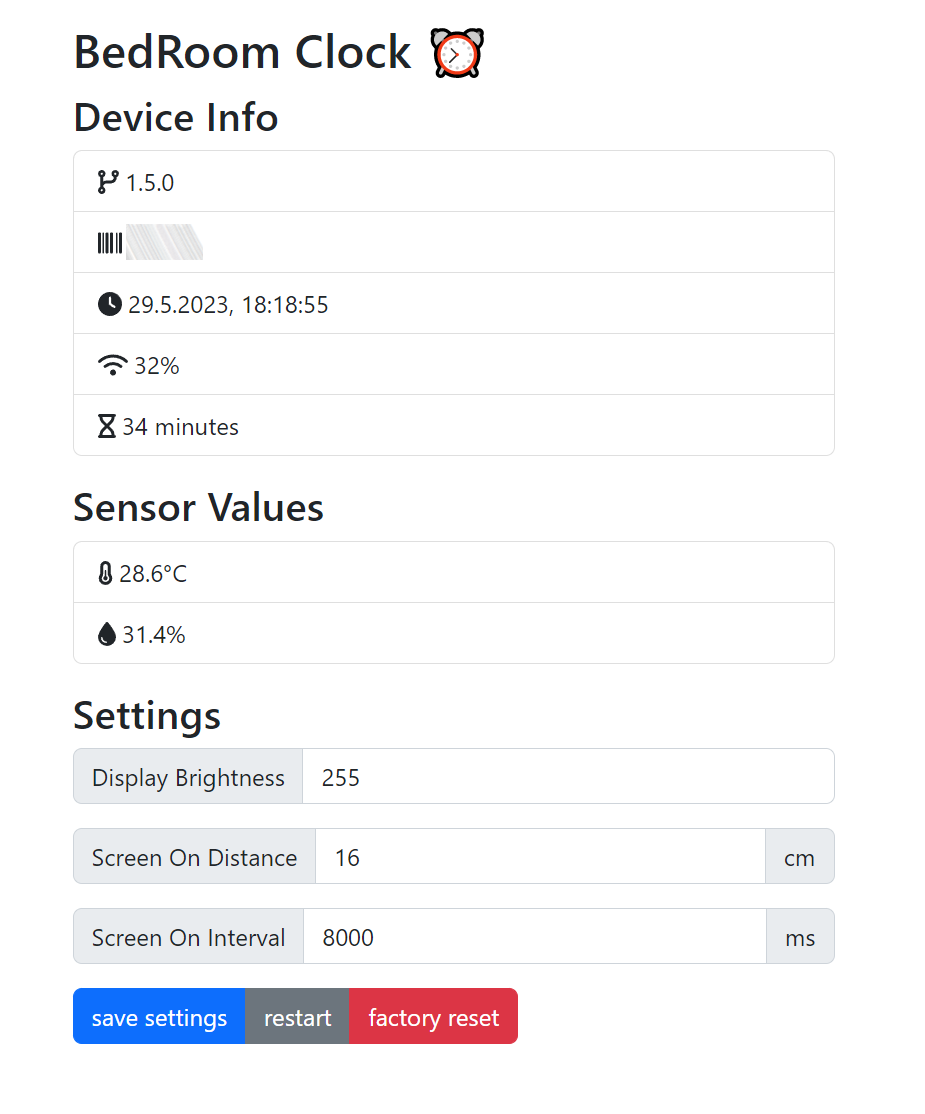 BedRoom Clock
Device Info
1.5.0
29.5.2023, 18:18:55
32%
34 minutes
Sensor Values
28.6°C
31.4%
Settings
Display Brightness 255
Screen On Distance 16 cm
Screen On Interval 8000 ms
save settings restart factory reset